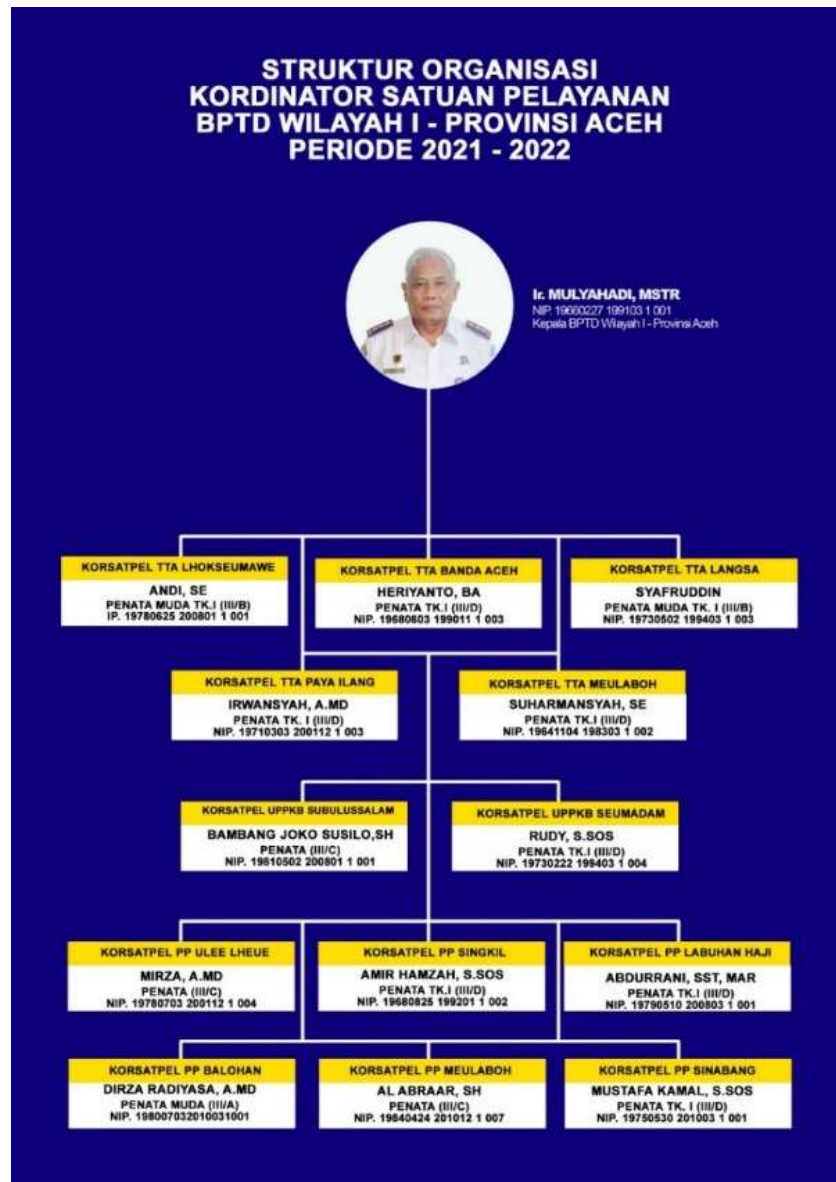 STRUKTUR ORGANISASI
KORDINATOR SATUAN PELAYANAN
BPTD WILAYAH I - PROVINSI ACEH
PERIODE 2021 - 2022
Ir. MULYAHADI, MSTR
NIP. 19660227 199103 1 001
Kepala BPTD Wilayah I - Provinsi Aceh
KORSATPEL TTA LHOKSEUMAWE
ANDI, SE
PENATA MUDA TK.I (III/B)
IP. 19780625 200801 1 001
KORSATPEL TTA BANDA ACEH
HERIYANTO, BA
PENATA TK.I (III/D)
NIP. 19680603 199011 1 003
KORSATPEL TTA LANGSA
SYAFRUDDIN
PENATA MUDA TK. I (III/B)
NIP. 19730502 199403 1 003
KORSATPEL TTA PAYA ILANG
IRWANSYAH, A.MD
PENATA TK. I (III/D)
NIP. 19710303 200112 1 003
KORSATPEL TTA MEULABOH
SUHARMANSYAH, SE
PENATA TK.I (III/D)
NIP. 19641104 198303 1 002
KORSATPEL UPPKB SUBULUSSALAM
BAMBANG JOKO SUSILO,SH
PENATA (III/C)
NIP. 19810502 200801 1 001
KORSATPEL UPPKB SEUMADAM
RUDY, S.SOS
PENATA TK.I (III/D)
NIP. 19730222 199403 1 004
KORSATPEL PP ULEE LHEUE
MIRZA, A.MD
PENATA (III/C)
NIP. 19780703 200112 1 004
KORSATPEL PP SINGKIL
AMIR HAMZAH, S.SOS
PENATA TK.I (III/D)
NIP. 19680825 199201 1 002
KORSATPEL PP LABUHAN HAJI
ABDURRANI, SST, MAR
PENATA TK.I (III/D)
NIP. 19790510 200803 1 001
KORSATPEL PP BALOHAN
DIRZA RADIYASA, A.MD
PENATA MUDA (III/A)
NIP. 198007032010031001
KORSATPEL PP MEULABOH
AL ABRAAR, SH
PENATA (III/C)
NIP. 19840424 201012 1 007
KORSATPEL PP SINABANG
MUSTAFA KAMAL, S.SOS
PENATA TK. I (III/D)
NIP. 19750530 201003 1 001